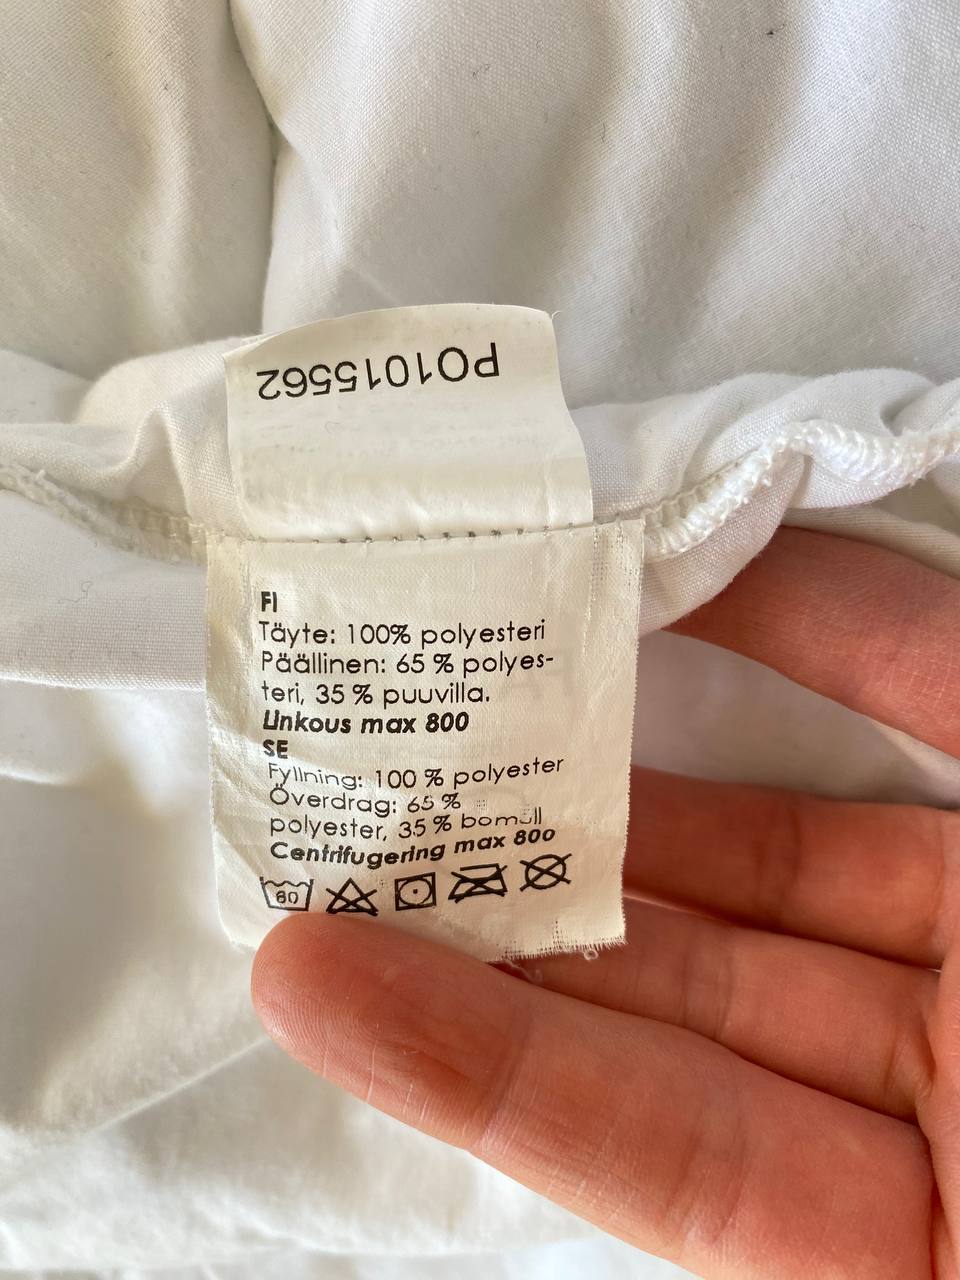 PO1015562
FI
Täyte: 100% polyesteri
Päällinen: 65 % polyes-
teri, 35 % puuvilla.
Linkous max 800
SE
Fyllning: 100 % polyester
Överdrag: 65 %
polyester, 35 % bomull
Centrifugering max 800
60